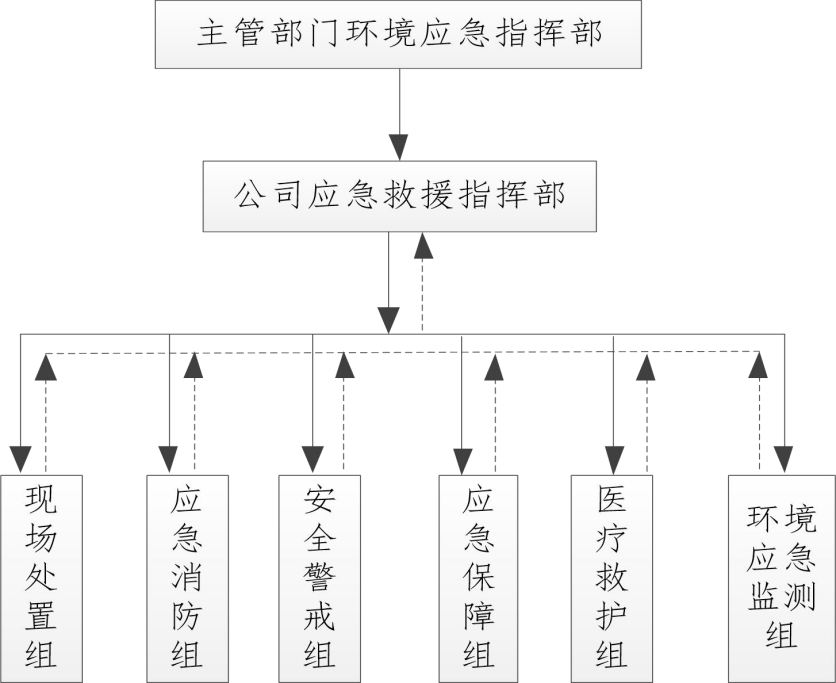 主管部门环境应急指挥部
公司应急救援指挥部
现场处置组
应急消防组
安全警戒组
应急保障组
医疗救护组
环境应急监测组